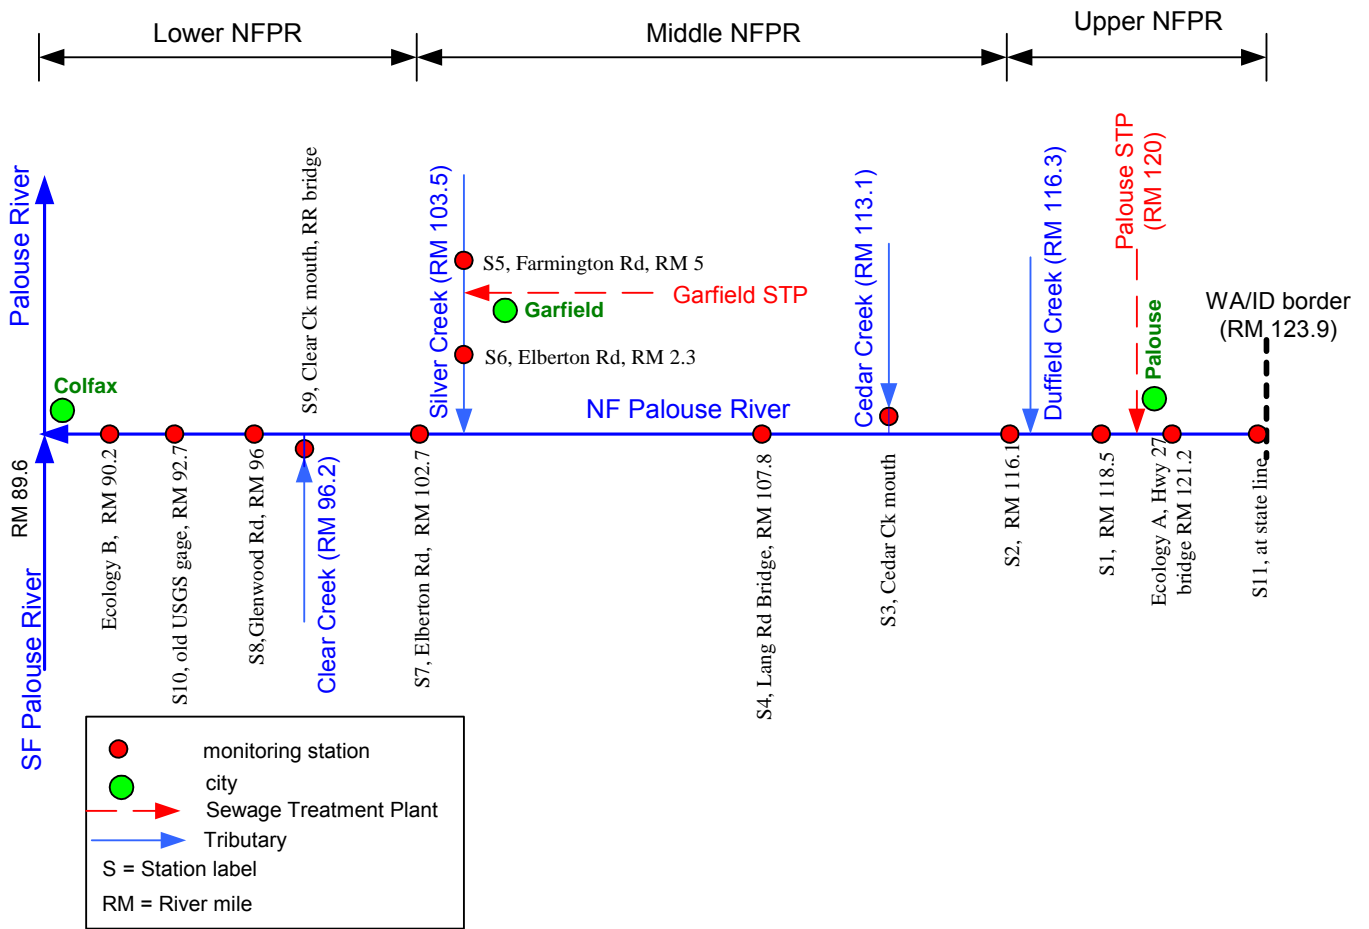 Lower NFPR
Middle NFPR
Upper NFPR
Palouse River
S9, Clear Ck mouth, RR bridge
Silver Creek (RM 103.5)
S5, Farmington Rd, RM 5
Garfield STP
Garfield
S6, Elberton Rd, RM 2.3
Cedar Creek (RM 113.1)
Duffield Creek (RM 116.3)
Palouse STP
(RM 120)
Palouse
WA/ID border
(RM 123.9)
Colfax
NF Palouse River
RM 89.6
SF Palouse River
Ecology B, RM 90.2
S10, old USGS gage, RM 92.7
S8,Glenwood Rd, RM 96
Clear Creek (RM 96.2)
S7, Elberton Rd, RM 102.7
S4, Lang Rd Bridge, RM 107.8
S3, Cedar Ck mouth
S2, RM 116.1
S1, RM 118.5
Ecology A, Hwy 27
bridge RM 121.2
S11, at state line
monitoring station
city
Sewage Treatment Plant
Tributary
S = Station label
RM = River mile